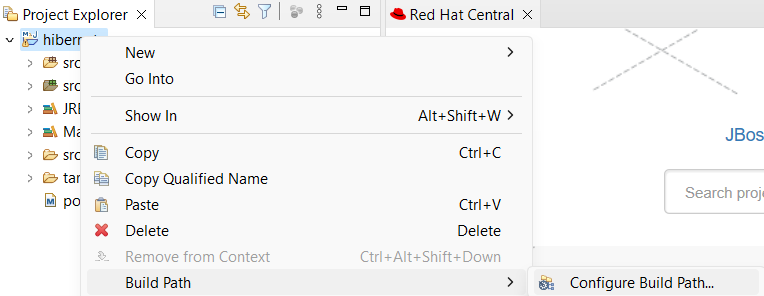 Project Explorer
Red Hat Central
New
Go Into
Show In Alt+Shift+W
Copy Ctrl+C
Copy Qualified Name
Paste Ctrl+V
Delete Delete
Remove from Context Ctrl+Alt+Shift+Down
Build Path
Configure Build Path...
hibern
src
src
JRE
Ma
src
tar
po
JBos
Search proj